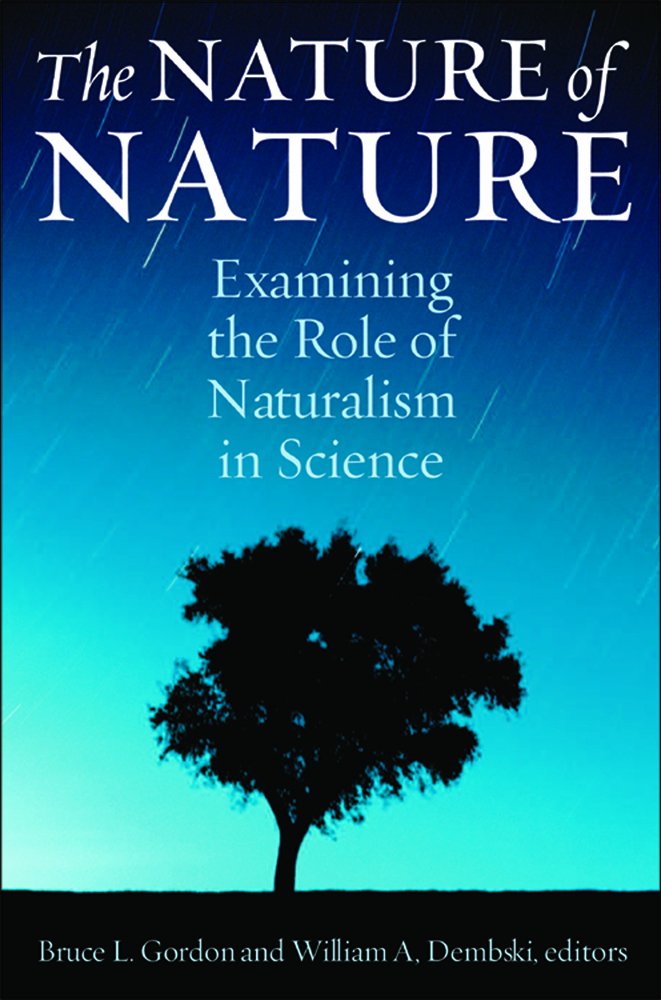 The NATURE of
NATURE
Examining
the Role of
Naturalism
in Science
Bruce L. Gordon and William A, Dembski, editors